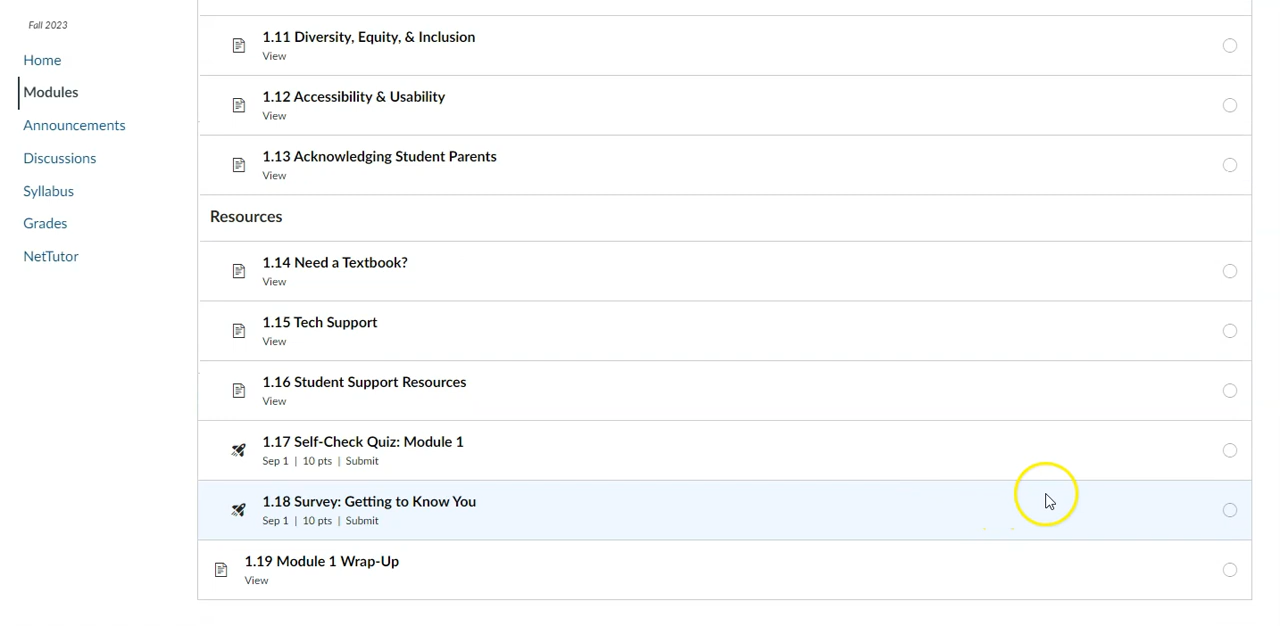 Fall 2023
Home
Modules
Announcements
Discussions
Syllabus
Grades
NetTutor
1.11 Diversity, Equity, & Inclusion
View
1.12 Accessibility & Usability
View
1.13 Acknowledging Student Parents
View
Resources
1.14 Need a Textbook?
View
1.15 Tech Support
View
1.16 Student Support Resources
View
1.17 Self-Check Quiz: Module 1
Sep 1 | 10 pts | Submit
1.18 Survey: Getting to Know You
Sep 1 | 10 pts | Submit
1.19 Module 1 Wrap-Up
View